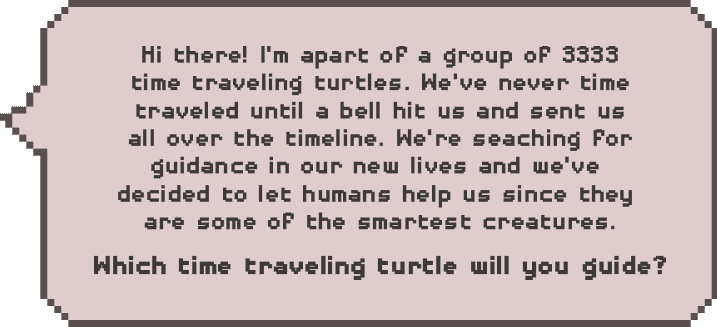 Hi there! I'm apart of a group of 3333
time traveling turtles. We've never time
traveled until a bell hit us and sent us
all over the timeline. We're seaching for
guidance in our new lives and we've
decided to let humans help us since they
are some of the smartest creatures.
Which time traveling turtle will you guide?